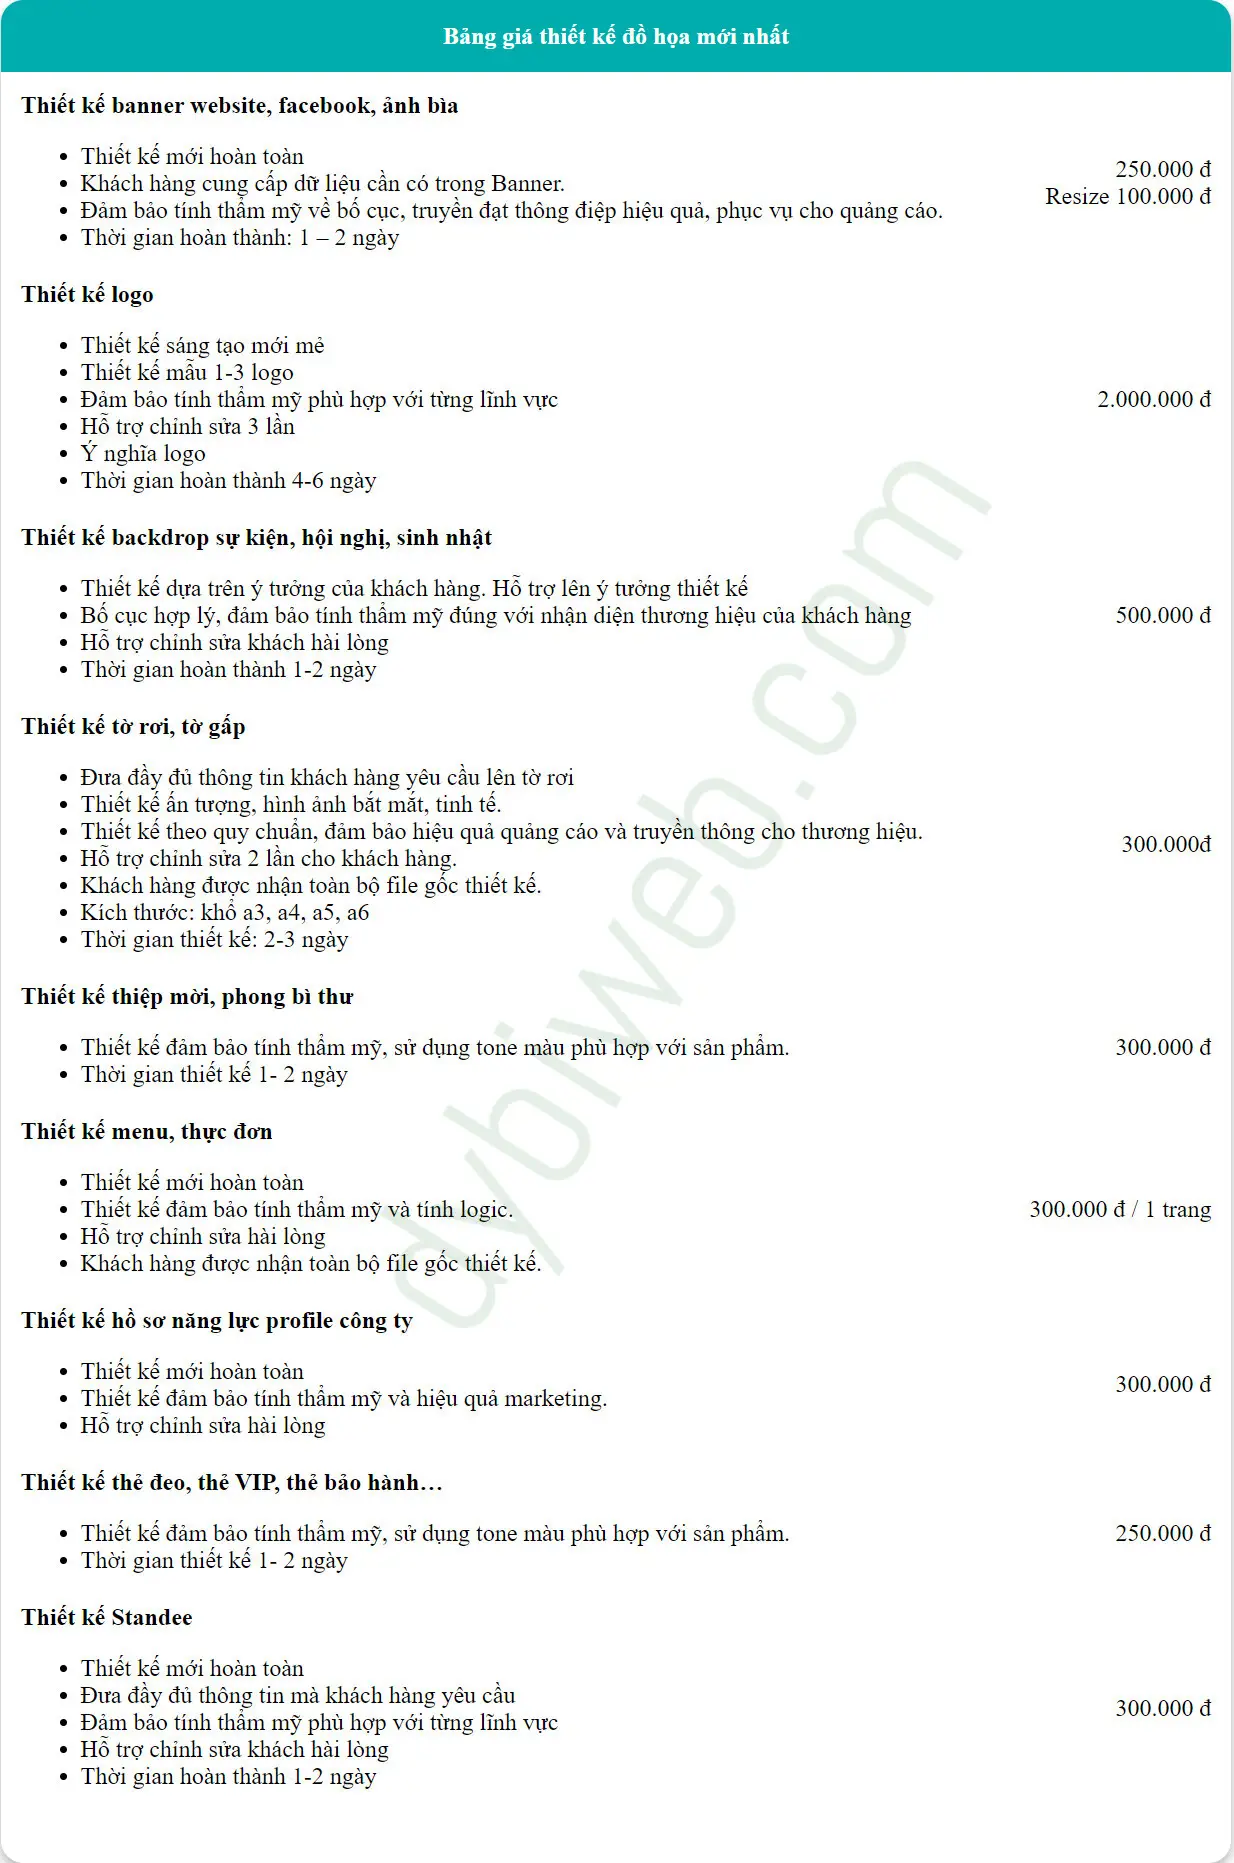 Bảng giá thiết kế đồ họa mới nhất
Thiết kế banner website, facebook, ảnh bìa
• Thiết kế mới hoàn toàn
• Khách hàng cung cấp dữ liệu cần có trong Banner.
• Đảm bảo tính thẩm mỹ về bố cục, truyền đạt thông điệp hiệu quả, phục vụ cho quảng cáo.
• Thời gian hoàn thành: 1 – 2 ngày
250.000 đ
Resize 100.000 đ
Thiết kế logo
• Thiết kế sáng tạo mới mẻ
• Thiết kế mẫu 1-3 logo
• Đảm bảo tính thẩm mỹ phù hợp với từng lĩnh vực
• Hỗ trợ chỉnh sửa 3 lần
• Ý nghĩa logo
• Thời gian hoàn thành 4-6 ngày
2.000.000 đ
Thiết kế backdrop sự kiện, hội nghị, sinh nhật
• Thiết kế dựa trên ý tưởng của khách hàng. Hỗ trợ lên ý tưởng thiết kế
• Bố cục hợp lý, đảm bảo tính thẩm mỹ đúng với nhận diện thương hiệu của khách hàng
• Hỗ trợ chỉnh sửa khách hài lòng
• Thời gian hoàn thành 1-2 ngày
500.000 đ
Thiết kế tờ rơi, tờ gấp
• Đưa đầy đủ thông tin khách hàng yêu cầu lên tờ rơi
• Thiết kế ấn tượng, hình ảnh bắt mắt, tinh tế.
• Thiết kế theo quy chuẩn, đảm bảo hiệu quả quảng cáo và truyền thông cho thương hiệu.
• Hỗ trợ chỉnh sửa 2 lần cho khách hàng.
• Khách hàng được nhận toàn bộ file gốc thiết kế.
• Kích thước: khổ a3, a4, a5, a6
• Thời gian thiết kế: 2-3 ngày
300.000đ
Thiết kế thiệp mời, phong bì thư
• Thiết kế đảm bảo tính thẩm mỹ, sử dụng tone màu phù hợp với sản phẩm.
• Thời gian thiết kế 1- 2 ngày
300.000 đ
Thiết kế menu, thực đơn
• Thiết kế mới hoàn toàn
• Thiết kế đảm bảo tính thẩm mỹ và tính logic.
• Hỗ trợ chỉnh sửa hài lòng
• Khách hàng được nhận toàn bộ file gốc thiết kế.
300.000 đ / 1 trang
Thiết kế hồ sơ năng lực profile công ty
• Thiết kế mới hoàn toàn
• Thiết kế đảm bảo tính thẩm mỹ và hiệu quả marketing.
• Hỗ trợ chỉnh sửa hài lòng
300.000 đ
Thiết kế thẻ đeo, thẻ VIP, thẻ bảo hành…
• Thiết kế đảm bảo tính thẩm mỹ, sử dụng tone màu phù hợp với sản phẩm.
• Thời gian thiết kế 1- 2 ngày
250.000 đ
Thiết kế Standee
• Thiết kế mới hoàn toàn
• Đưa đầy đủ thông tin mà khách hàng yêu cầu
• Đảm bảo tính thẩm mỹ phù hợp với từng lĩnh vực
• Hỗ trợ chỉnh sửa khách hài lòng
• Thời gian hoàn thành 1-2 ngày
300.000 đ
dybiweb.com